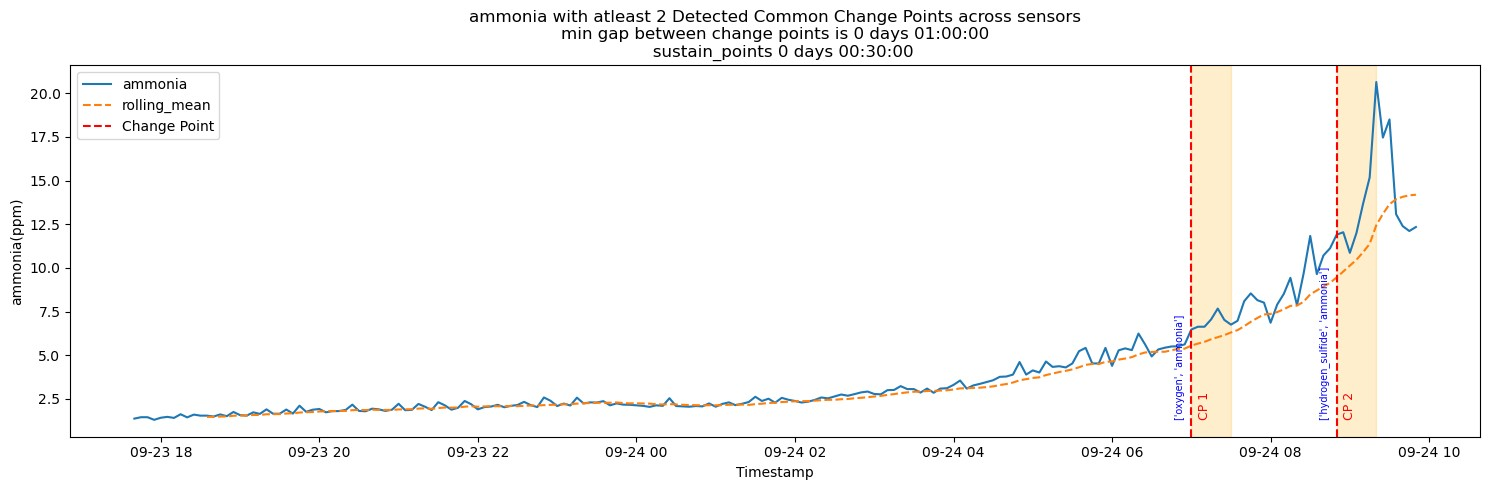 ammonia with atleast 2 Detected Common Change Points across sensors
min gap between change points is 0 days 01:00:00
sustain_points 0 days 00:30:00
ammonia
rolling_mean
Change Point
ammonia(ppm)
20.0
17.5
15.0
12.5
10.0
7.5
5.0
2.5
['oxygen', 'ammonia']
CP 1
['hydrogen_sulfide', 'ammonia']
CP 2
09-23 18
09-23 20
09-23 22
09-24 00
09-24 02
09-24 04
09-24 06
09-24 08
09-24 10
Timestamp